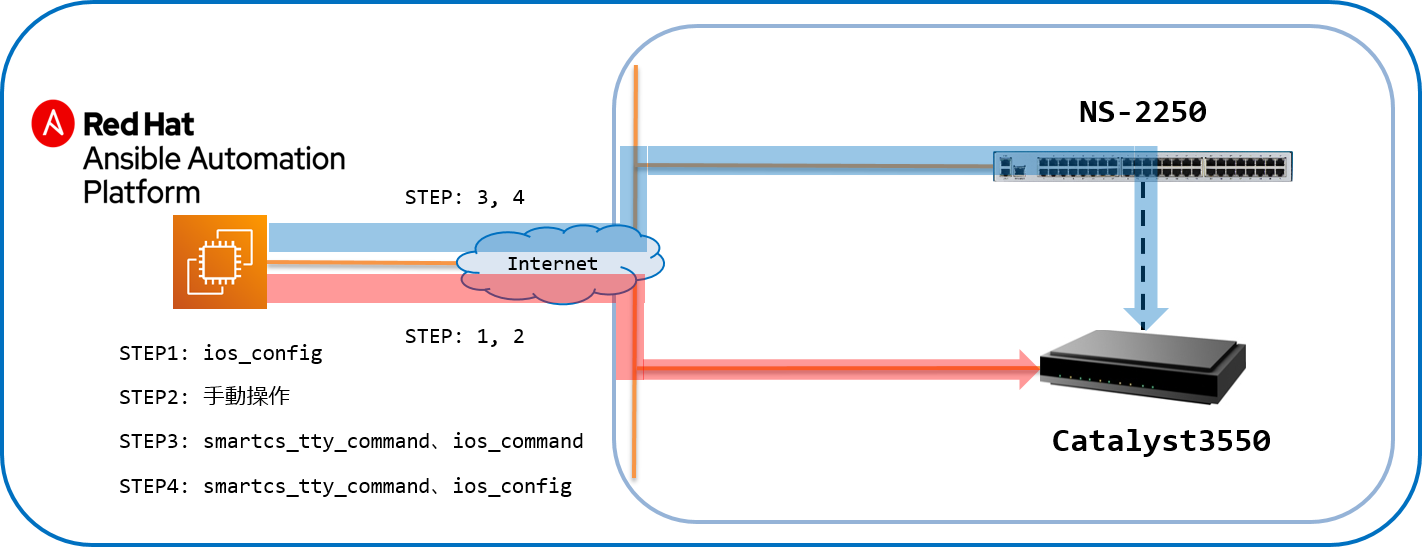 NS-2250
Red Hat
Ansible Automation
Platform
STEP: 3, 4
Internet
STEP: 1, 2
STEP1: ios_config
STEP2: 手動操作
STEP3: smartcs_tty_command、ios_command
STEP4: smartcs_tty_command、ios_config
Catalyst3550